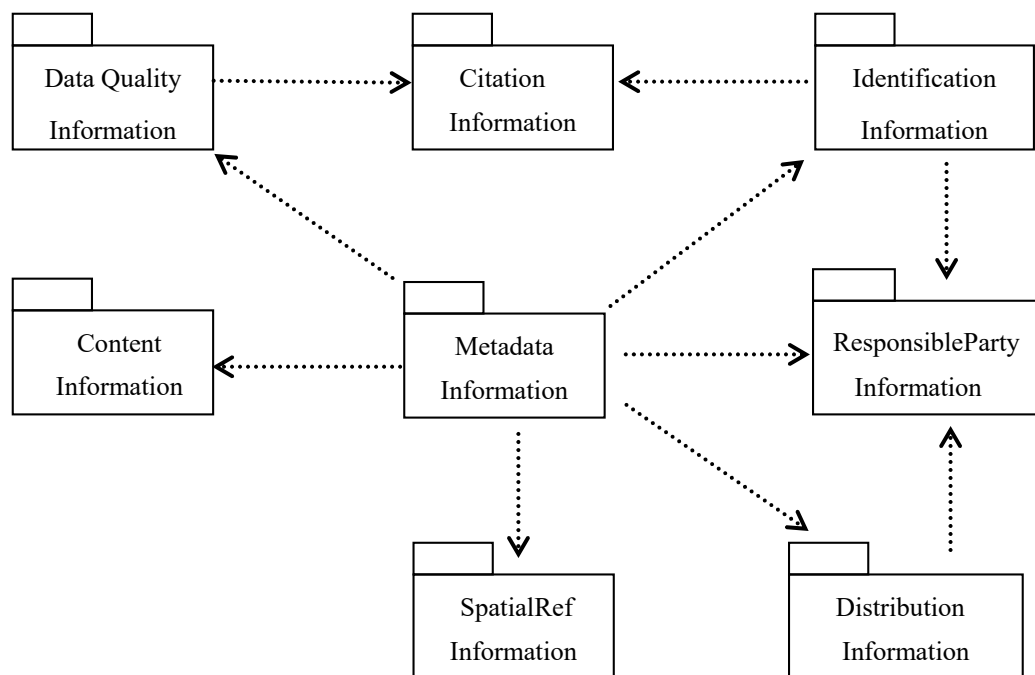 Data Quality
Information
Citation
Information
Identification
Information
Content
Information
Metadata
Information
ResponsibleParty
Information
SpatialRef
Information
Distribution
Information